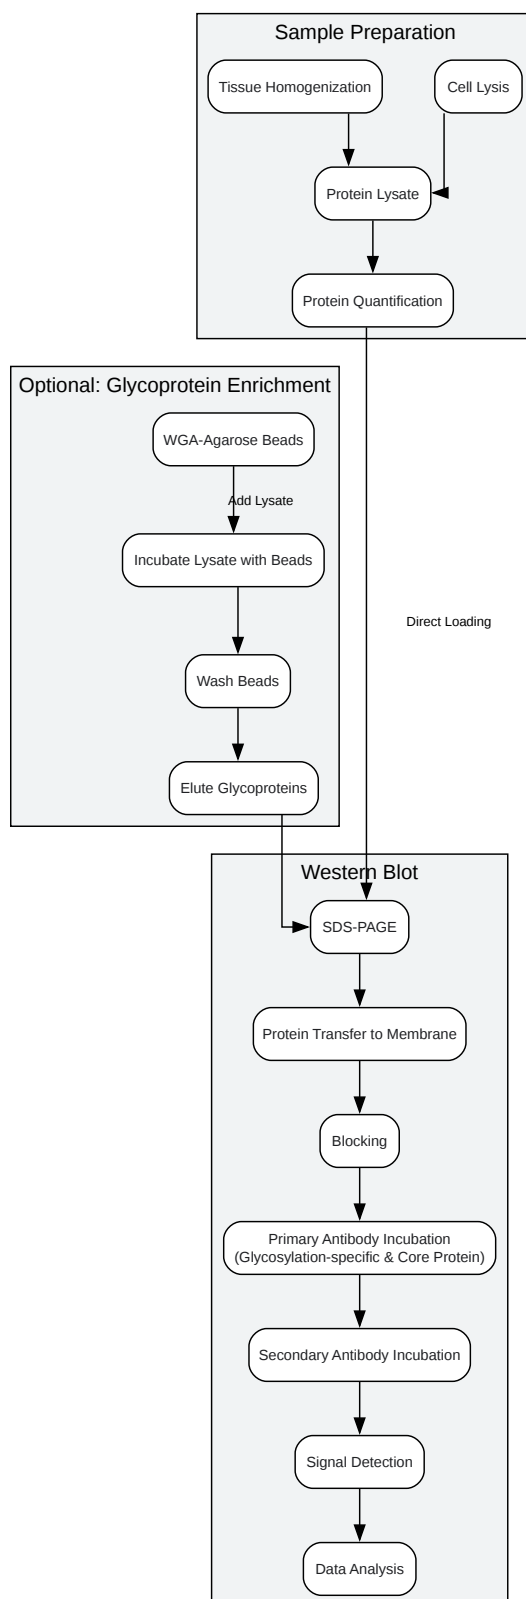 Sample Preparation
Tissue Homogenization
Cell Lysis
Protein Lysate
Protein Quantification
Optional: Glycoprotein Enrichment
WGA-Agarose Beads
Add Lysate
Incubate Lysate with Beads
Direct Loading
Wash Beads
Elute Glycoproteins
Western Blot
SDS-PAGE
Protein Transfer to Membrane
Blocking
Primary Antibody Incubation
(Glycosylation-specific & Core Protein)
Secondary Antibody Incubation
Signal Detection
Data Analysis